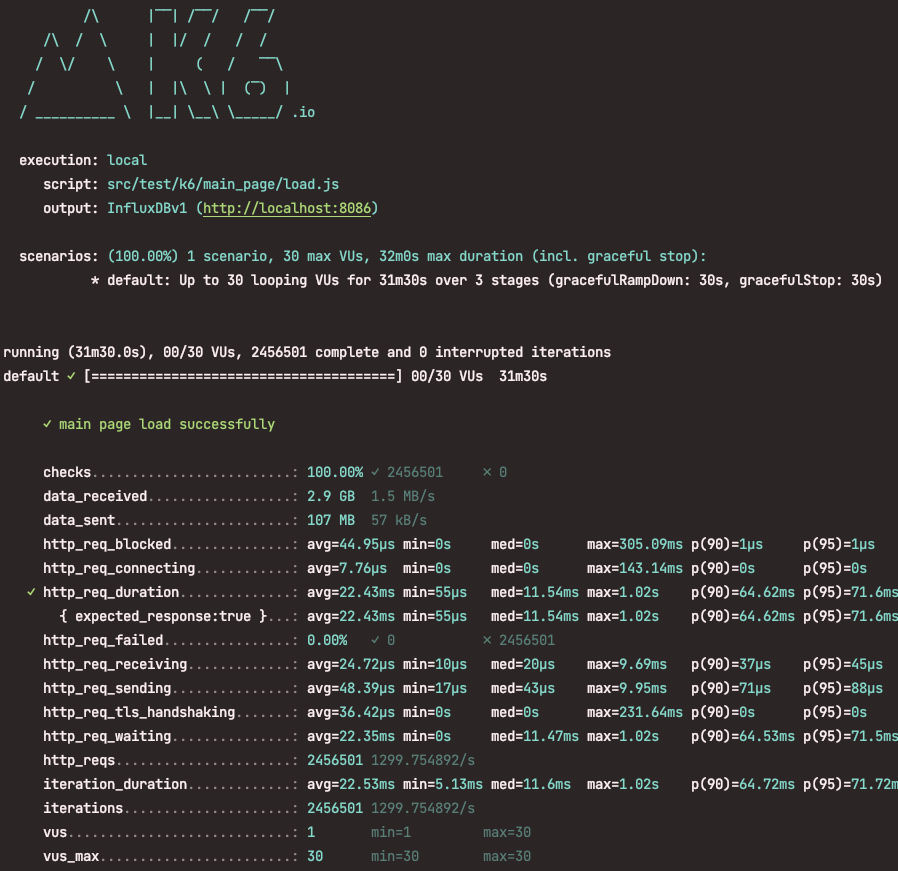 /\      |‾‾| /‾‾/   /‾‾/
/\  /  \     |  |/  /   /  /
/  \/    \    |     (   /   ‾‾\
/          \   |  |\  \ |  (‾)  |
/ __________ \  |__| \__\ \_____/ .io
execution: local
script: src/test/k6/main_page/load.js
output: InfluxDBv1 (http://localhost:8086)
scenarios: (100.00%) 1 scenario, 30 max VUs, 32m0s max duration (incl. graceful stop):
* default: Up to 30 looping VUs for 31m30s over 3 stages (gracefulRampDown: 30s, gracefulStop: 30s)
running (31m30.0s), 00/30 VUs, 2456501 complete and 0 interrupted iterations
default ✓ [======================================] 00/30 VUs  31m30s
✓ main page load successfully
checks.........................: 100.00% ✓ 2456501     ✗ 0
data_received..................: 2.9 GB  1.5 MB/s
data_sent......................: 107 MB  57 kB/s
http_req_blocked...............: avg=44.95µs min=0s     med=0s      max=305.09ms p(90)=1µs     p(95)=1µs
http_req_connecting............: avg=7.76µs  min=0s     med=0s      max=143.14ms p(90)=0s      p(95)=0s
✓ http_req_duration..............: avg=22.43ms min=55µs   med=11.54ms max=1.02s    p(90)=64.62ms p(95)=71.6ms
{ expected_response:true }...: avg=22.43ms min=55µs   med=11.54ms max=1.02s    p(90)=64.62ms p(95)=71.6ms
http_req_failed................: 0.00%   ✓ 0           ✗ 2456501
http_req_receiving.............: avg=24.72µs min=10µs   med=20µs    max=9.69ms   p(90)=37µs    p(95)=45µs
http_req_sending...............: avg=48.39µs min=17µs   med=43µs    max=9.95ms   p(90)=71µs    p(95)=88µs
http_req_tls_handshaking.......: avg=36.42µs min=0s     med=0s      max=231.64ms p(90)=0s      p(95)=0s
http_req_waiting...............: avg=22.35ms min=0s     med=11.47ms max=1.02s    p(90)=64.53ms p(95)=71.5ms
http_reqs......................: 2456501 1299.754892/s
iteration_duration.............: avg=22.53ms min=5.13ms med=11.6ms  max=1.02s    p(90)=64.72ms p(95)=71.72m
iterations.....................: 2456501 1299.754892/s
vus............................: 1       min=1         max=30
vus_max........................: 30      min=30        max=30